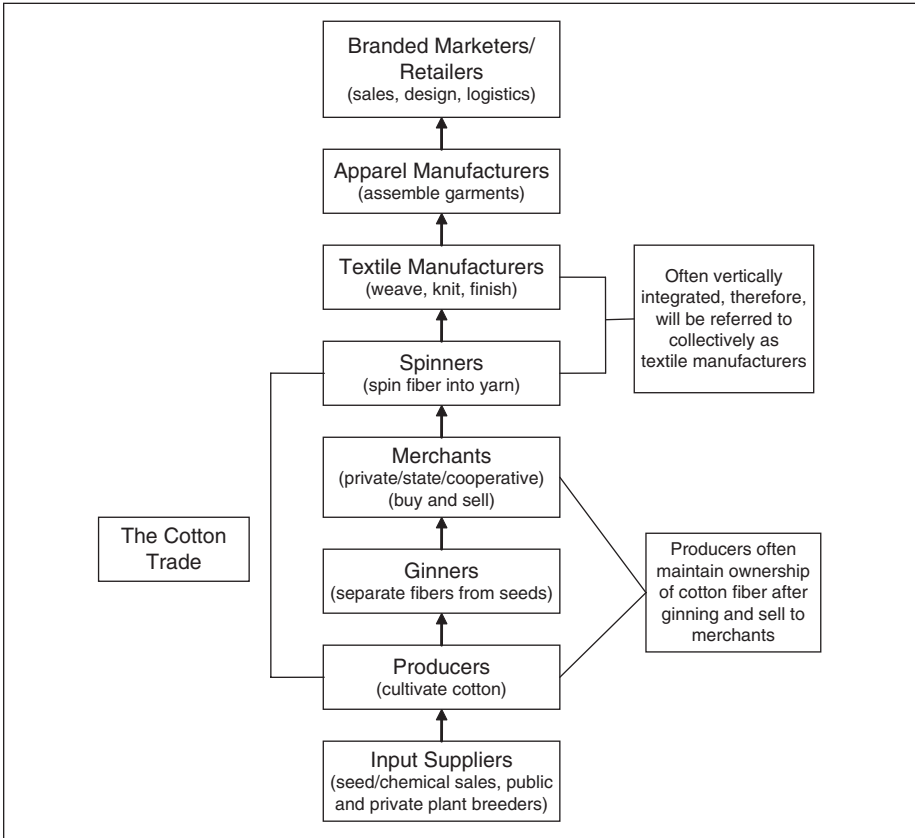 Branded Marketers/
Retailers
(sales, design, logistics)
Apparel Manufacturers
(assemble garments)
Textile Manufacturers
(weave, knit, finish)
Often vertically
integrated, therefore,
will be referred to
collectively as
textile manufacturers
Spinners
(spin fiber into yarn)
Merchants
(private/state/cooperative)
(buy and sell)
The Cotton
Trade
Ginners
(separate fibers from seeds)
Producers often
maintain ownership
of cotton fiber after
ginning and sell to
merchants
Producers
(cultivate cotton)
Input Suppliers
(seed/chemical sales, public
and private plant breeders)